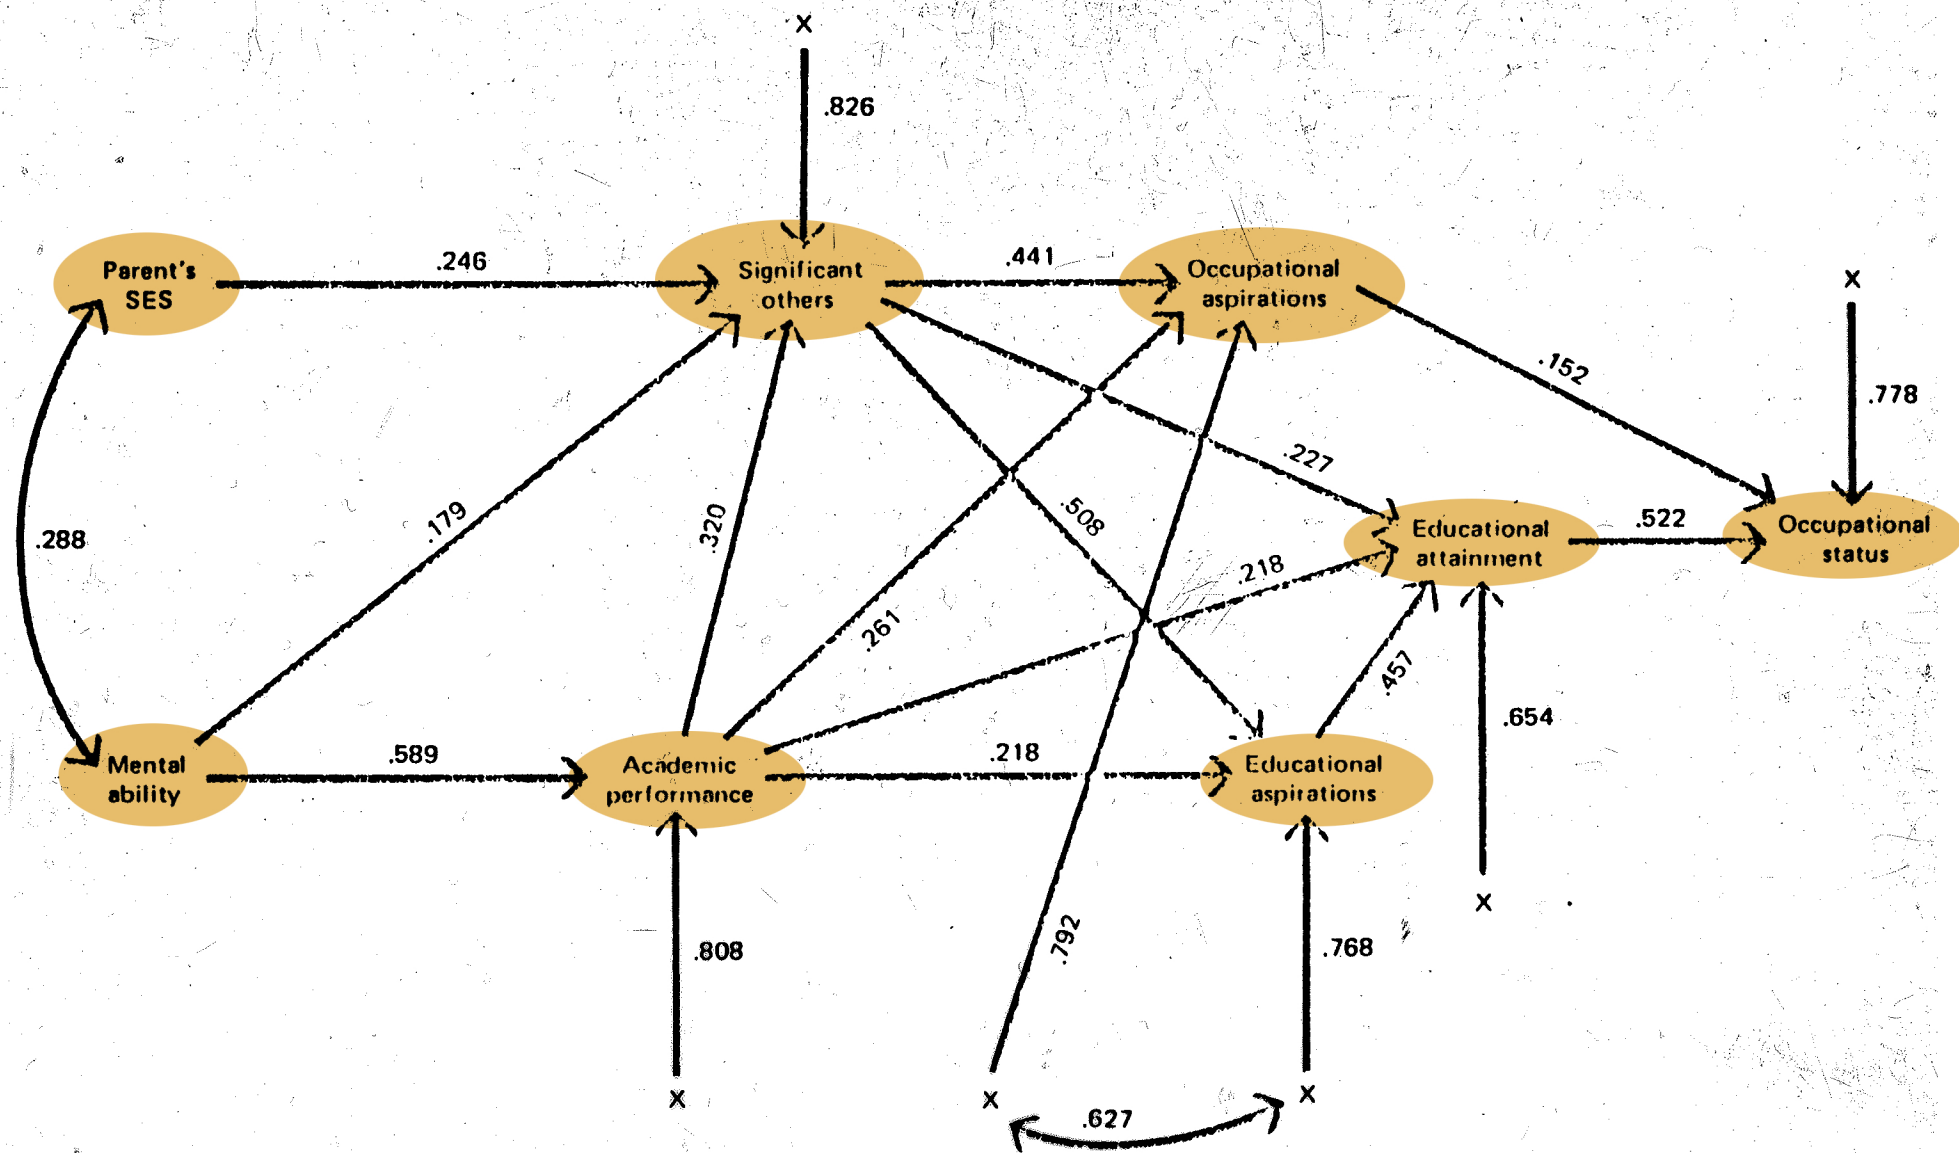 x
.826
Parent's
SES
.246
Significant
others
.441
Occupational
aspirations
x
.152
.778
.288
.179
.320
.508
.227
.218
.261
Educational
attainment
.522
Occupational
status
.457
.654
Mental
ability
.589
Academic
performance
.218
Educational
aspirations
x
.808
.792
.768
x
x
.627
x